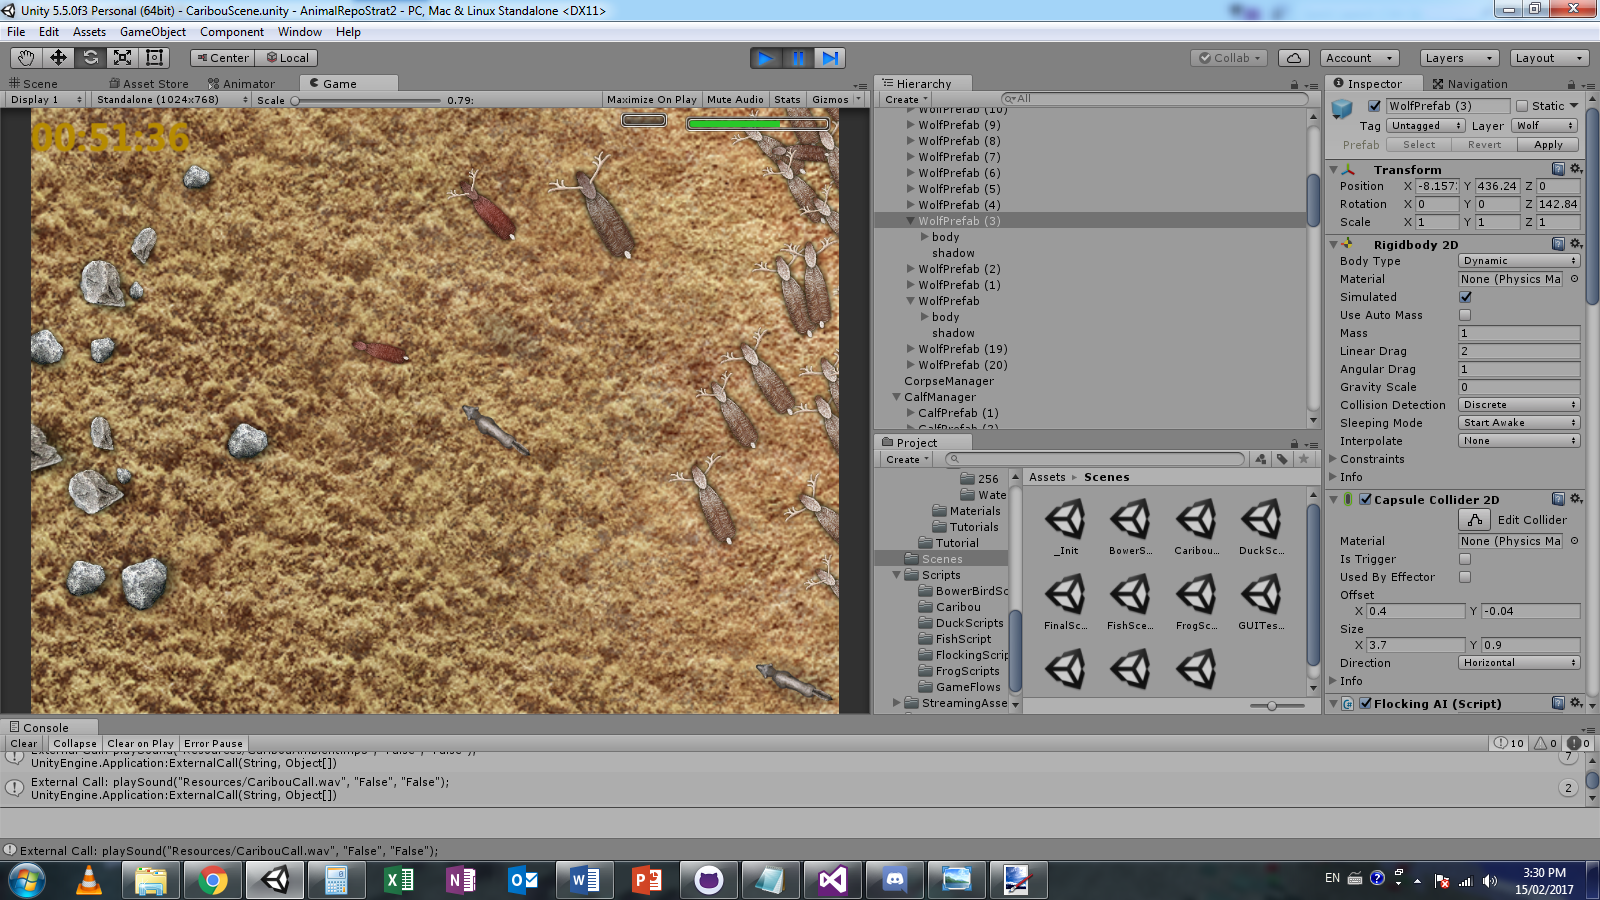 Unity 5.5.0f3 Personal (64bit) - CaribouScene.unity - AnimalRepoStrat2 - PC, Mac & Linux Standalone <DX11>
File Edit Assets GameObject Component Window Help
Center Local Collab Account Layers Layout
Scene Asset Store Animator Game
Display 1 Standalone (1024x768) Scale 0.79: Maximize On Play Mute Audio Stats Gizmos
00:51:36
Hierarchy
Create All
WolfPrefab (10)
WolfPrefab (9)
WolfPrefab (8)
WolfPrefab (7)
WolfPrefab (6)
WolfPrefab (5)
WolfPrefab (4)
WolfPrefab (3)
body
shadow
WolfPrefab (2)
WolfPrefab (1)
WolfPrefab
body
shadow
WolfPrefab (19)
WolfPrefab (20)
CorpseManager
CalfManager
CalfPrefab (1)
CalfPrefab (2)
Project
Create
256
Wate
Materials
Tutorials
Tutorial
Scenes
Scripts
BowerBirdSc
Caribou
DuckScripts
FishScript
FlockingScrip
FrogScripts
GameFlows
StreamingAsse
Assets Scenes
_Init BowerS... Caribou... DuckSc...
FinalSc... FishSce... FrogSc... GUITes...
Inspector Navigation
WolfPrefab (3) Static
Tag Untagged Layer Wolf
Prefab Select Revert Apply
Transform
Position X -8.157 Y 436.24 Z 0
Rotation X 0 Y 0 Z 142.84
Scale X 1 Y 1 Z 1
Rigidbody 2D
Body Type Dynamic
Material None (Physics Ma
Simulated
Use Auto Mass
Mass 1
Linear Drag 2
Angular Drag 1
Gravity Scale 0
Collision Detection Discrete
Sleeping Mode Start Awake
Interpolate None
Constraints
Info
Capsule Collider 2D
Edit Collider
Material None (Physics Ma
Is Trigger
Used By Effector
Offset
X 0.4 Y -0.04
Size
X 3.7 Y 0.9
Direction Horizontal
Info
Flocking AI (Script)
Console
Clear Collapse Clear on Play Error Pause 10 0 0
External Call: playSound("Resources/CaribouAmbientmp3", "False", "False");
UnityEngine.Application:ExternalCall(String, Object[]) 7
External Call: playSound("Resources/CaribouCall.wav", "False", "False");
UnityEngine.Application:ExternalCall(String, Object[]) 2
External Call: playSound("Resources/CaribouCall.wav", "False", "False");
EN 3:30 PM
15/02/2017